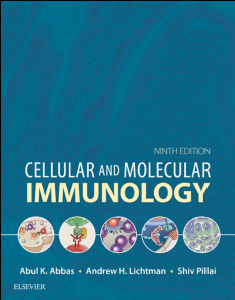 NINTH EDITION
CELLULAR AND MOLECULAR
IMMUNOLOGY
Abul K. Abbas • Andrew H. Lichtman • Shiv Pillai
ELSEVIER